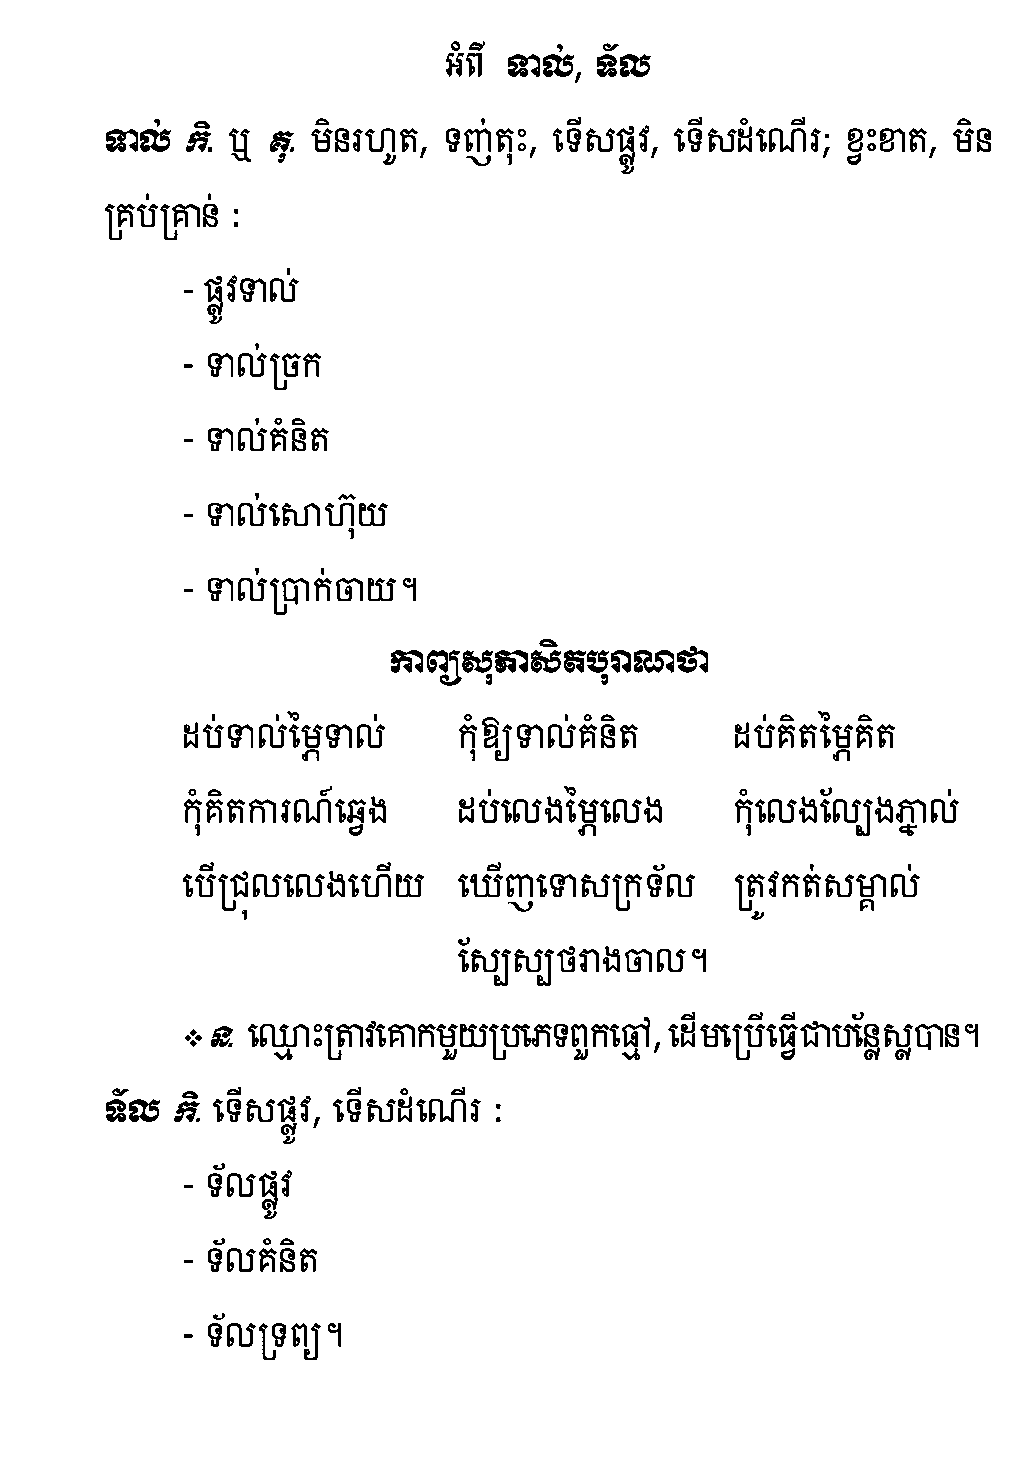 អំពី ទាល់, ទ័ល
ទាល់ កិ. ឬ គុ. មិនរហូត, ទញ់តុះ, ទើសផ្លូវ, ទើសដំណើរ; ខ្វះខាត, មិន
គ្រប់គ្រាន់ :
- ផ្លូវទាល់
- ទាល់ច្រក
- ទាល់គំនិត
- ទាល់សោហ៊ុយ
- ទាល់ប្រាក់ចាយ។
កាព្យសុភាសិតបុរាណថា
ដប់ទាល់ម្ភៃទាល់ កុំឱ្យទាល់គំនិត ដប់គិតម្ភៃគិត
កុំគិតការណ៍ឆ្វេង ដប់លេងម្ភៃលេង កុំលេងល្បែងភ្នាល់
បើជ្រុលលេងហើយ ឃើញទោសក្រទ័ល ត្រូវកត់សម្គាល់
ស្បែស្បថរាងចាល។
❖ ន. ឈ្មោះត្រាវគោកមួយប្រភេទពួកធ្មៅ, ដើមប្រើធ្វើជាបន្លែស្លបាន។
ទ័ល កិ. ទើសផ្លូវ, ទើសដំណើរ :
- ទ័លផ្លូវ
- ទ័លគំនិត
- ទ័លទ្រព្យ។